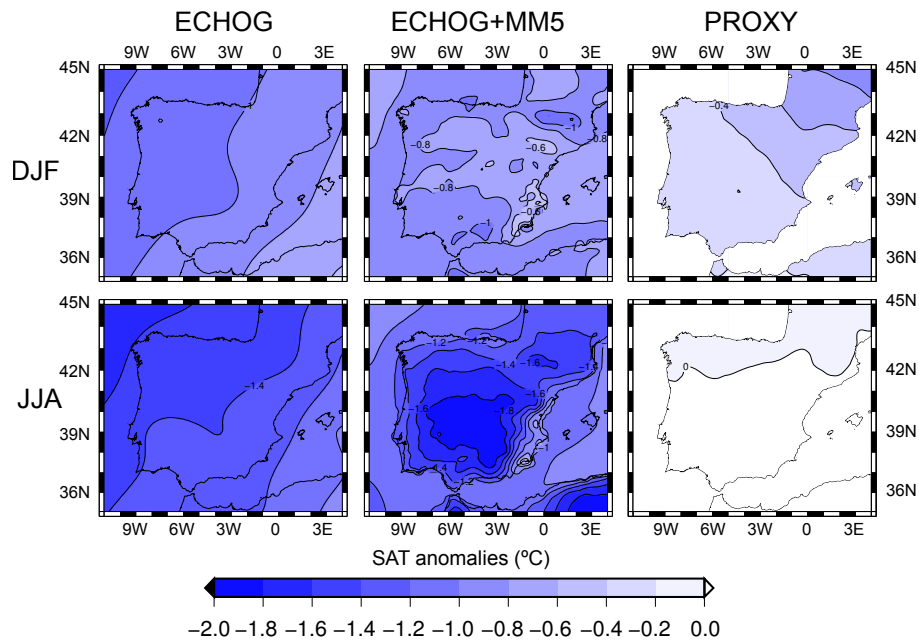 ECHOG ECHOG+MM5 PROXY
9W 6W 3W 0 3E 9W 6W 3W 0 3E 9W 6W 3W 0 3E
45N 45N
−0.4
42N −1 −0.8 42N
−0.8 −0.6
DJF
39N −0.8 39N
−0.6
−1
36N 36N
45N 45N
−1.2 −1.2
−1.4 −1.6 −1.4
42N 0 42N
−1.4 −1.6
JJA −1.6 −1.8
39N 39N
−1
−1.4 −1.2
36N 36N
9W 6W 3W 0 3E 9W 6W 3W 0 3E 9W 6W 3W 0 3E
SAT anomalies (ºC)
−2.0 −1.8 −1.6 −1.4 −1.2 −1.0 −0.8 −0.6 −0.4 −0.2 0.0